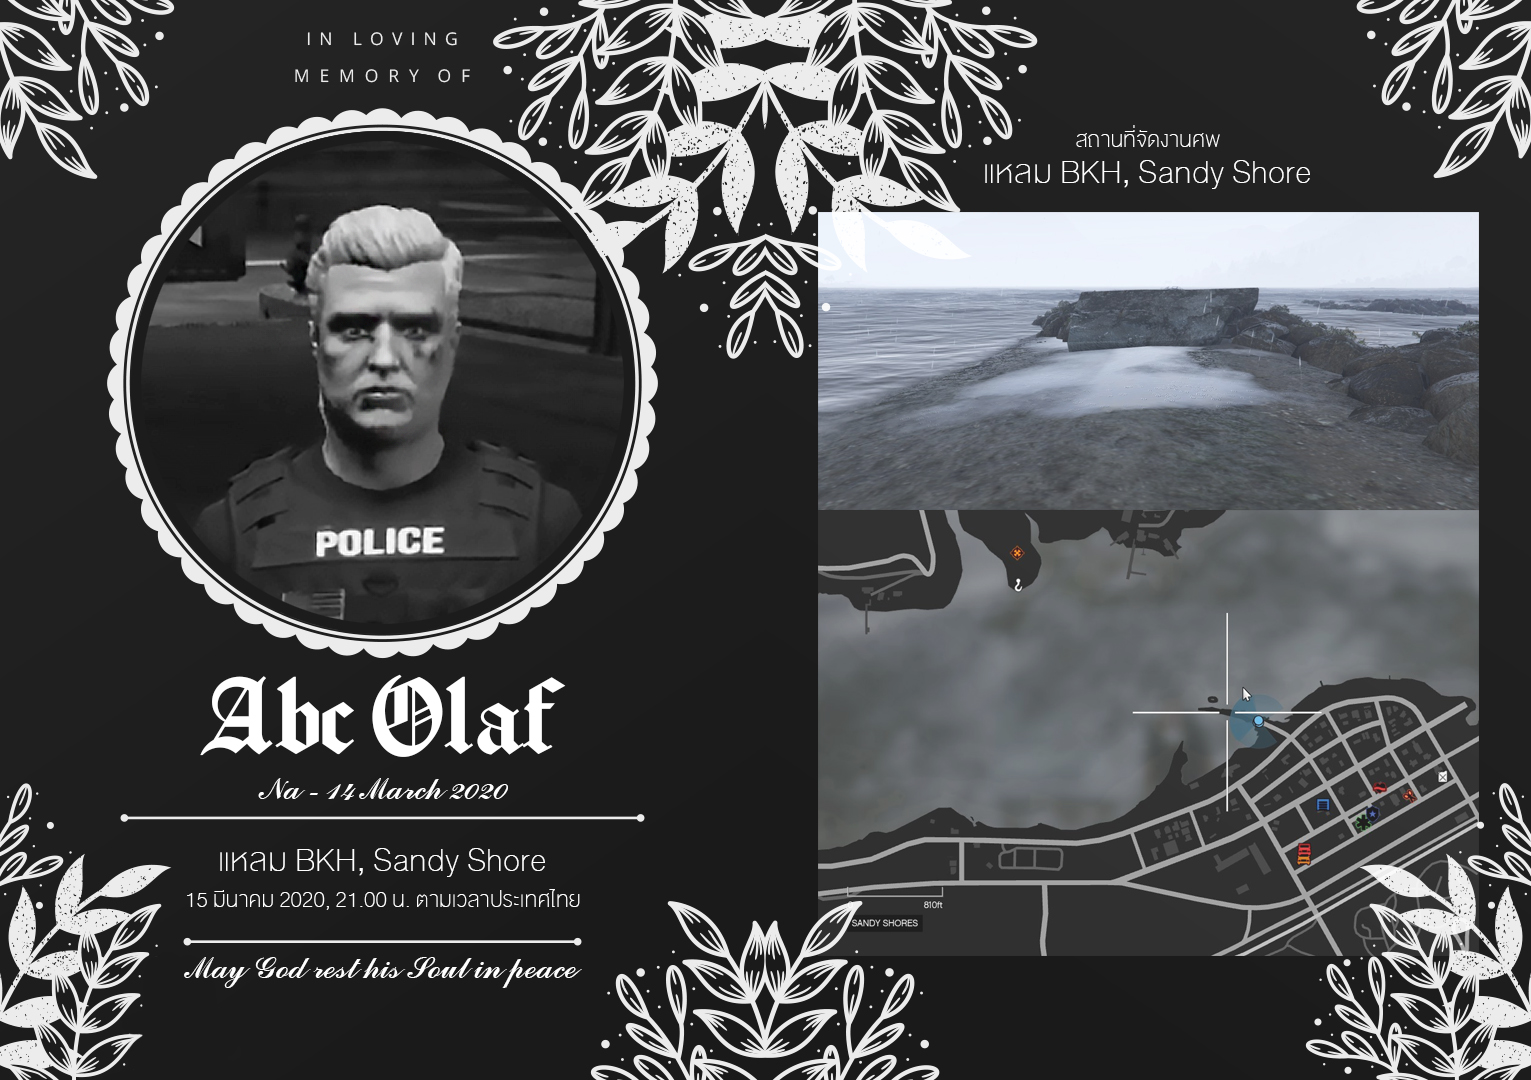 IN LOVING
MEMORY OF
POLICE
Abc Olaf
Na - 14 March 2020
แหลม BKH, Sandy Shore
15 มีนาคม 2020, 21.00 น. ตามเวลาประเทศไทย
May God rest his Soul in peace
สถานที่จัดงานศพ
แหลม BKH, Sandy Shore
810ft
SANDY SHORES